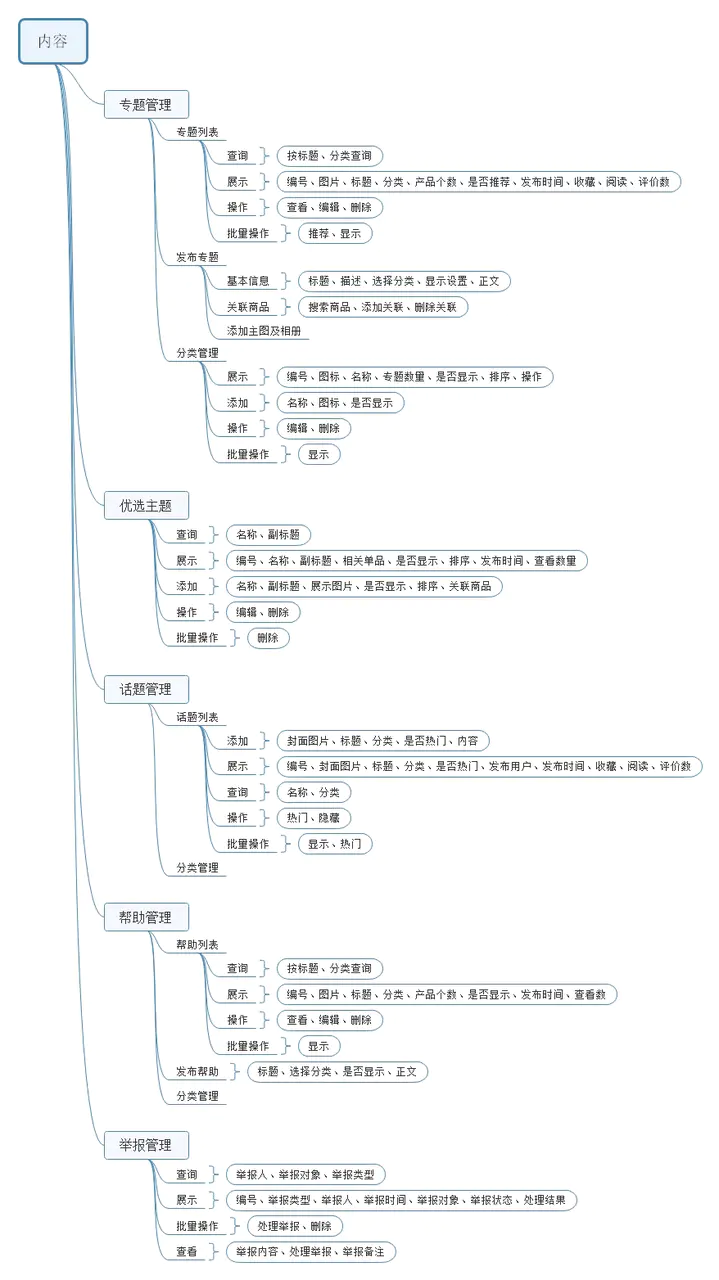 内容
专题管理
专题列表
查询 按标题、分类查询
展示 编号、图片、标题、分类、产品个数、是否推荐、发布时间、收藏、阅读、评价数
操作 查看、编辑、删除
批量操作 推荐、显示
发布专题
基本信息 标题、描述、选择分类、显示设置、正文
关联商品 搜索商品、添加关联、删除关联
添加主图及相册
分类管理
展示 编号、图标、名称、专题数量、是否显示、排序、操作
添加 名称、图标、是否显示
操作 编辑、删除
批量操作 显示
优选主题
查询 名称、副标题
展示 编号、名称、副标题、相关单品、是否显示、排序、发布时间、查看数量
添加 名称、副标题、展示图片、是否显示、排序、关联商品
操作 编辑、删除
批量操作 删除
话题管理
话题列表
添加 封面图片、标题、分类、是否热门、内容
展示 编号、封面图片、标题、分类、是否热门、发布用户、发布时间、收藏、阅读、评价数
查询 名称、分类
操作 热门、隐藏
批量操作 显示、热门
分类管理
帮助管理
帮助列表
查询 按标题、分类查询
展示 编号、图片、标题、分类、产品个数、是否显示、发布时间、查看数
操作 查看、编辑、删除
批量操作 显示
发布帮助 标题、选择分类、是否显示、正文
分类管理
举报管理
查询 举报人、举报对象、举报类型
展示 编号、举报类型、举报人、举报时间、举报对象、举报状态、处理结果
批量操作 处理举报、删除
查看 举报内容、处理举报、举报备注